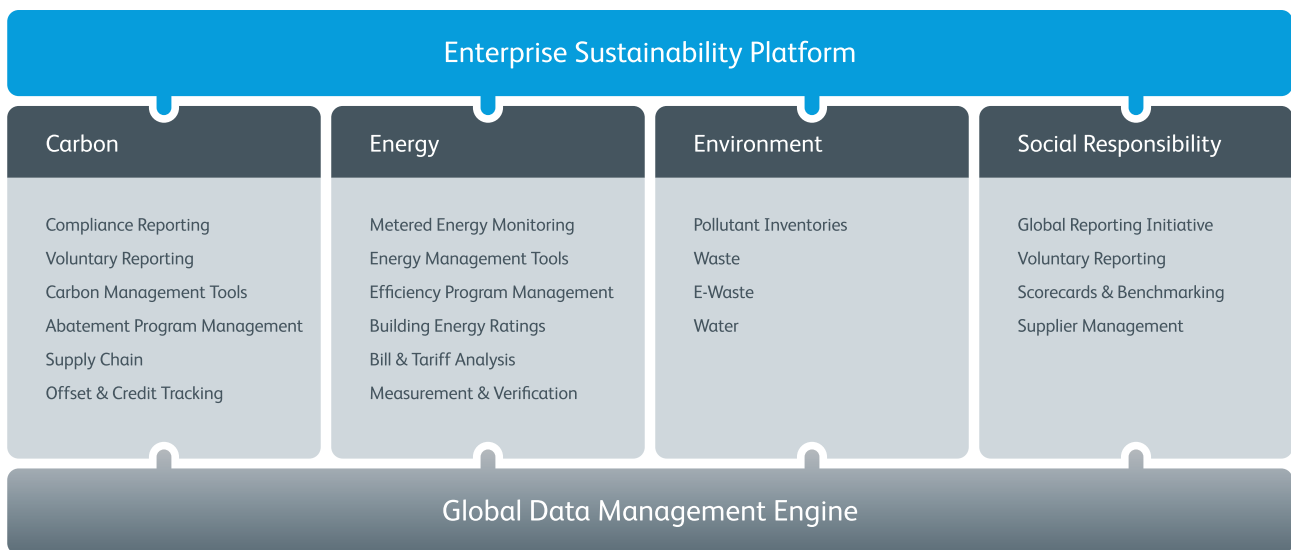 Enterprise Sustainability Platform
Carbon
Compliance Reporting
Voluntary Reporting
Carbon Management Tools
Abatement Program Management
Supply Chain
Offset & Credit Tracking
Energy
Metered Energy Monitoring
Energy Management Tools
Efficiency Program Management
Building Energy Ratings
Bill & Tariff Analysis
Measurement & Verification
Environment
Pollutant Inventories
Waste
E-Waste
Water
Social Responsibility
Global Reporting Initiative
Voluntary Reporting
Scorecards & Benchmarking
Supplier Management
Global Data Management Engine